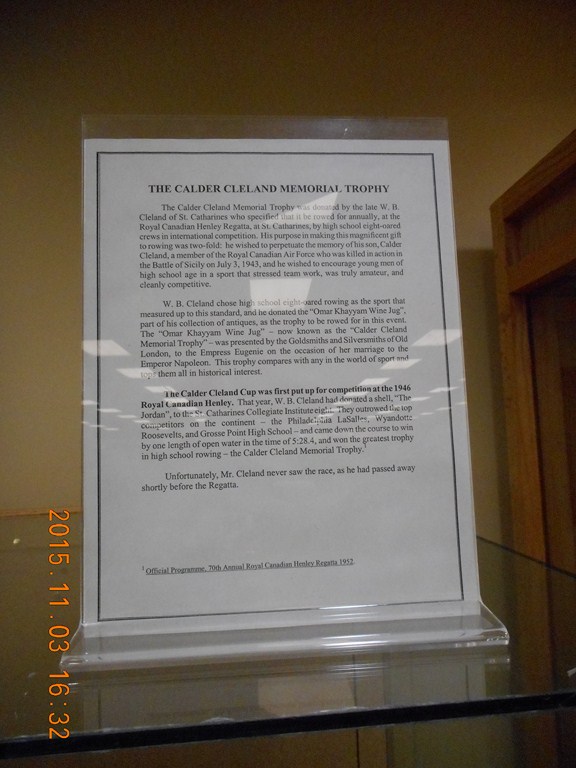 THE CALDER CLELAND MEMORIAL TROPHY
The Calder Cleland Memorial Trophy was donated by the late W. B.
Cleland of St. Catharines who specified that it be rowed for annually, at the
Royal Canadian Henley Regatta, at St. Catharines, by high school eight-oared
crews in international competition. His purpose in making this magnificent gift
to rowing was two-fold: he wished to perpetuate the memory of his son, Calder
Cleland, a member of the Royal Canadian Air Force who was killed in action in
the Battle of Sicily on July 3, 1943, and he wished to encourage young men of
high school age in a sport that stressed team work, was truly amateur, and
cleanly competitive.
W. B. Cleland chose high school eight-oared rowing as the sport that
measured up to this standard, and he donated the "Omar Khayyam Wine Jug",
part of his collection of antiques, as the trophy to be rowed for in this event.
The "Omar Khayyam Wine Jug" – now known as the "Calder Cleland
Memorial Trophy" – was presented by the Goldsmiths and Silversmiths of Old
London, to the Empress Eugenie on the occasion of her marriage to the
Emperor Napoleon. This trophy compares with any in the world of sport and
tops them all in historical interest.
The Calder Cleland Cup was first put up for competition at the 1946
Royal Canadian Henley. That year, W. B. Cleland had donated a shell, "The
Jordan", to the St. Catharines Collegiate Institute eight. They outrowed the top
competitors on the continent – the Philadelphia LaSalles, Wyandotte
Roosevelts, and Grosse Point High School – and came down the course to win
by one length of open water in the time of 5:28.4, and won the greatest trophy
in high school rowing – the Calder Cleland Memorial Trophy.¹
Unfortunately, Mr. Cleland never saw the race, as he had passed away
shortly before the Regatta.
¹ Official Programme: 70th Annual Royal Canadian Henley Regatta 1952.
2015.11.03 16:32